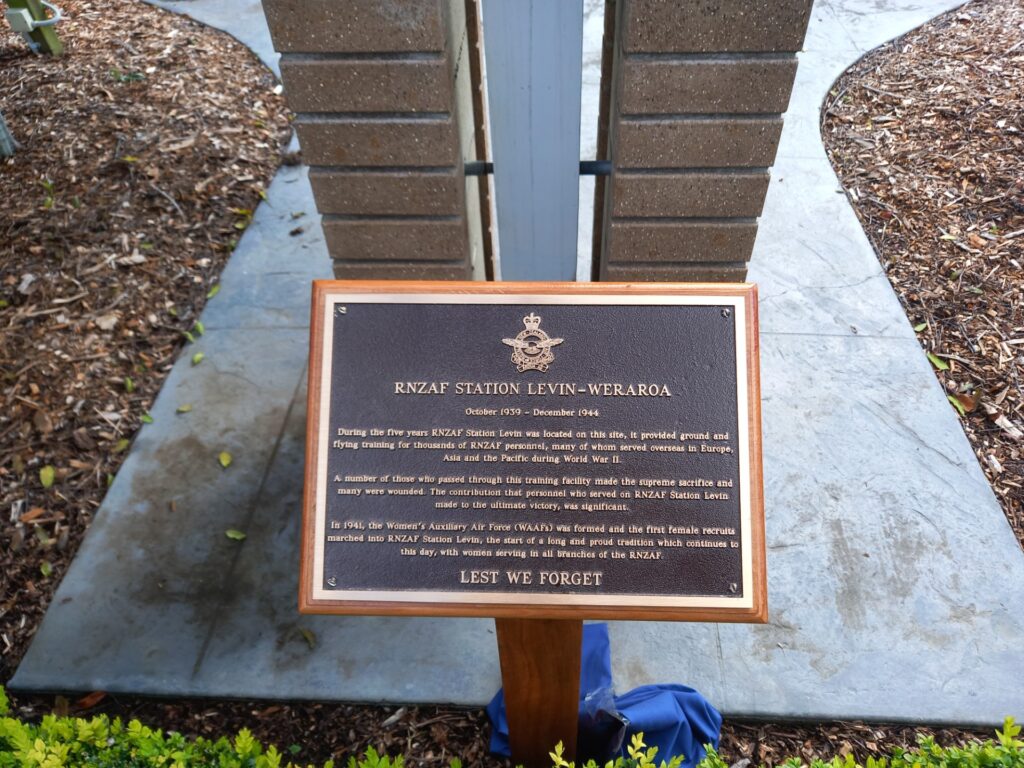 RNZAF STATION LEVIN-WERAROA
October 1939 - December 1944
During the five years RNZAF Station Levin was located on this site, it provided ground and
flying training for thousands of RNZAF personnel, many of whom served overseas in Europe,
Asia and the Pacific during World War II.
A number of those who passed through this training facility made the supreme sacrifice and
many were wounded. The contribution that personnel who served on RNZAF Station Levin
made to the ultimate victory, was significant.
In 1941, the Women's Auxiliary Air Force (WAAFs) was formed and the first female recruits
marched into RNZAF Station Levin, the start of a long and proud tradition which continues to
this day, with women serving in all branches of the RNZAF.
LEST WE FORGET